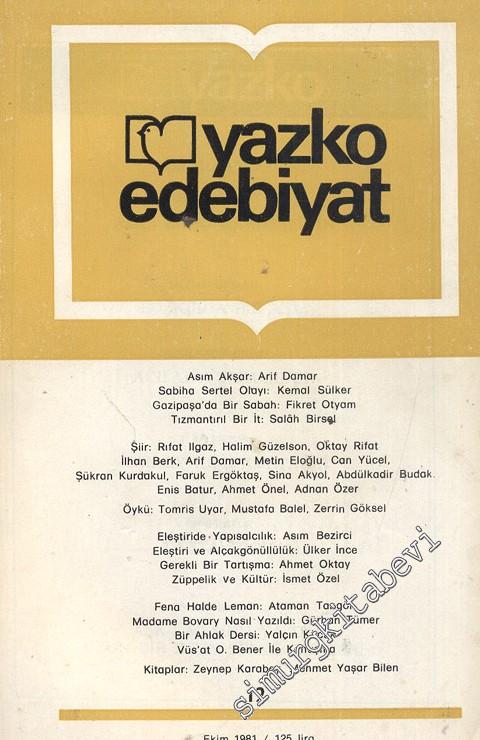 yazko
edebiyat
Asım Akşar: Arif Damar
Sabiha Sertel Olayı: Kemal Sülker
Gazipaşa'da Bir Sabah: Fikret Otyam
Tızmantırıl Bir İt: Salâh Birsel
Şiir: Rıfat Ilgaz, Halim Güzelson, Oktay Rifat
İlhan Berk, Arif Damar, Metin Eloğlu, Can Yücel,
Şükran Kurdakul, Faruk Ergöktaş, Sina Akyol, Abdülkadir Budak
Enis Batur, Ahmet Önel, Adnan Özer
Öykü: Tomris Uyar, Mustafa Balel, Zerrin Göksel
Eleştiride Yapısalcılık: Asım Bezirci
Eleştiri ve Alçakgönüllülük: Ülker İnce
Gerekli Bir Tartışma: Ahmet Oktay
Züppelik ve Kültür: İsmet Özel
Fena Halde Leman: Ataman
Madame Bovary Nasıl Yazıldı: Gürhan Tümer
Bir Ahlak Dersi: Yalçın
Vüs'at O. Bener İle
Kitaplar: Zeynep Mehmet Yaşar Bilen
Ekim 1981 / 125 lira
simurgkitabevi